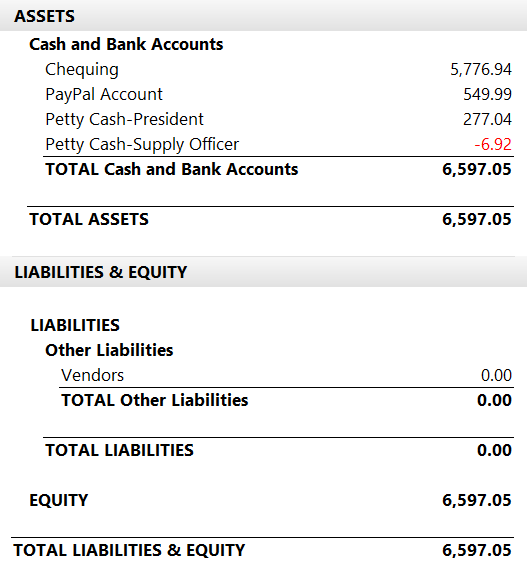 ASSETS
Cash and Bank Accounts
Chequing 5,776.94
PayPal Account 549.99
Petty Cash-President 277.04
Petty Cash-Supply Officer -6.92
TOTAL Cash and Bank Accounts 6,597.05
TOTAL ASSETS 6,597.05
LIABILITIES & EQUITY
LIABILITIES
Other Liabilities
Vendors 0.00
TOTAL Other Liabilities 0.00
TOTAL LIABILITIES 0.00
EQUITY 6,597.05
TOTAL LIABILITIES & EQUITY 6,597.05